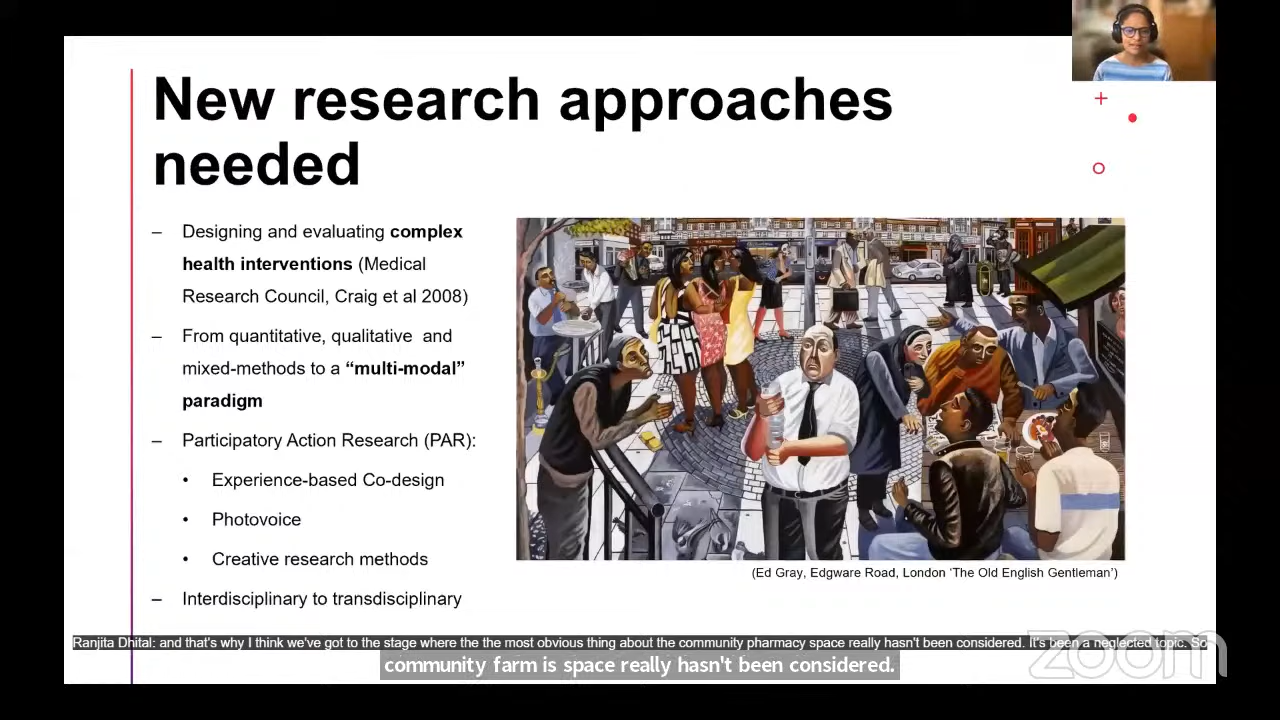 New research approaches
needed
– Designing and evaluating complex
health interventions (Medical
Research Council, Craig et al 2008)
– From quantitative, qualitative and
mixed-methods to a “multi-modal”
paradigm
– Participatory Action Research (PAR):
• Experience-based Co-design
• Photovoice
• Creative research methods
– Interdisciplinary to transdisciplinary
(Ed Gray, Edgware Road, London ‘The Old English Gentleman’)
Ranjita Dhital: and that's why I think we've got to the stage where the the most obvious thing about the community pharmacy space really hasn't been considered. It's been a neglected topic. So
community farm is space really hasn't been considered.
zoom